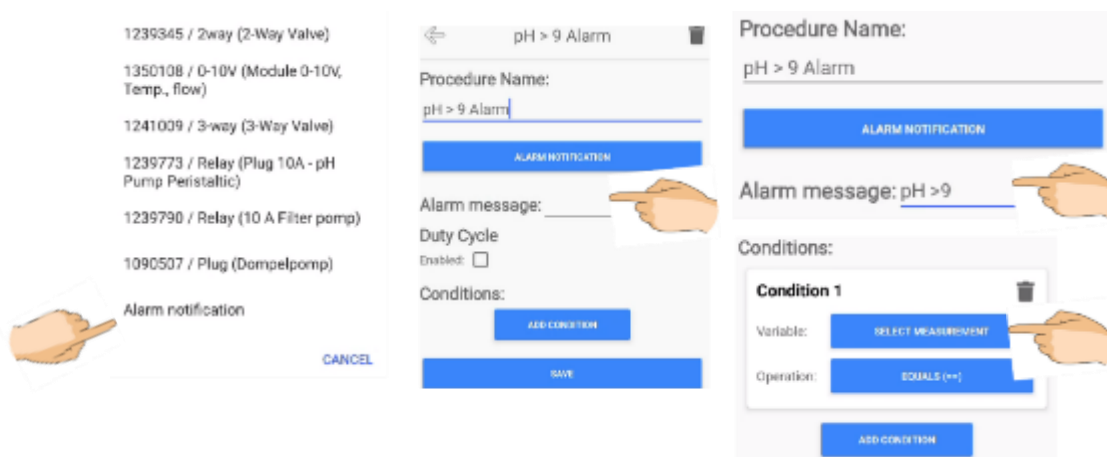 1239345 / 2way (2-Way Valve)
1350108 / 0-10V (Module 0-10V,
Temp., flow)
1241009 / 3-way (3-Way Valve)
1239773 / Relay (Plug 10A - pH
Pump Peristaltic)
1239790 / Relay (10 A Filter pomp)
1090507 / Plug (Dompelpomp)
Alarm notification
CANCEL
pH > 9 Alarm
Procedure Name:
pH > 9 Alarm
ALARM NOTIFICATION
Alarm message:
Duty Cycle
Enabled:
Conditions:
ADD CONDITION
SAVE
Procedure Name:
pH > 9 Alarm
ALARM NOTIFICATION
Alarm message: pH >9
Conditions:
Condition 1
Variable: SELECT MEASUREMENT
Operation: EQUALS (==)
ADD CONDITION